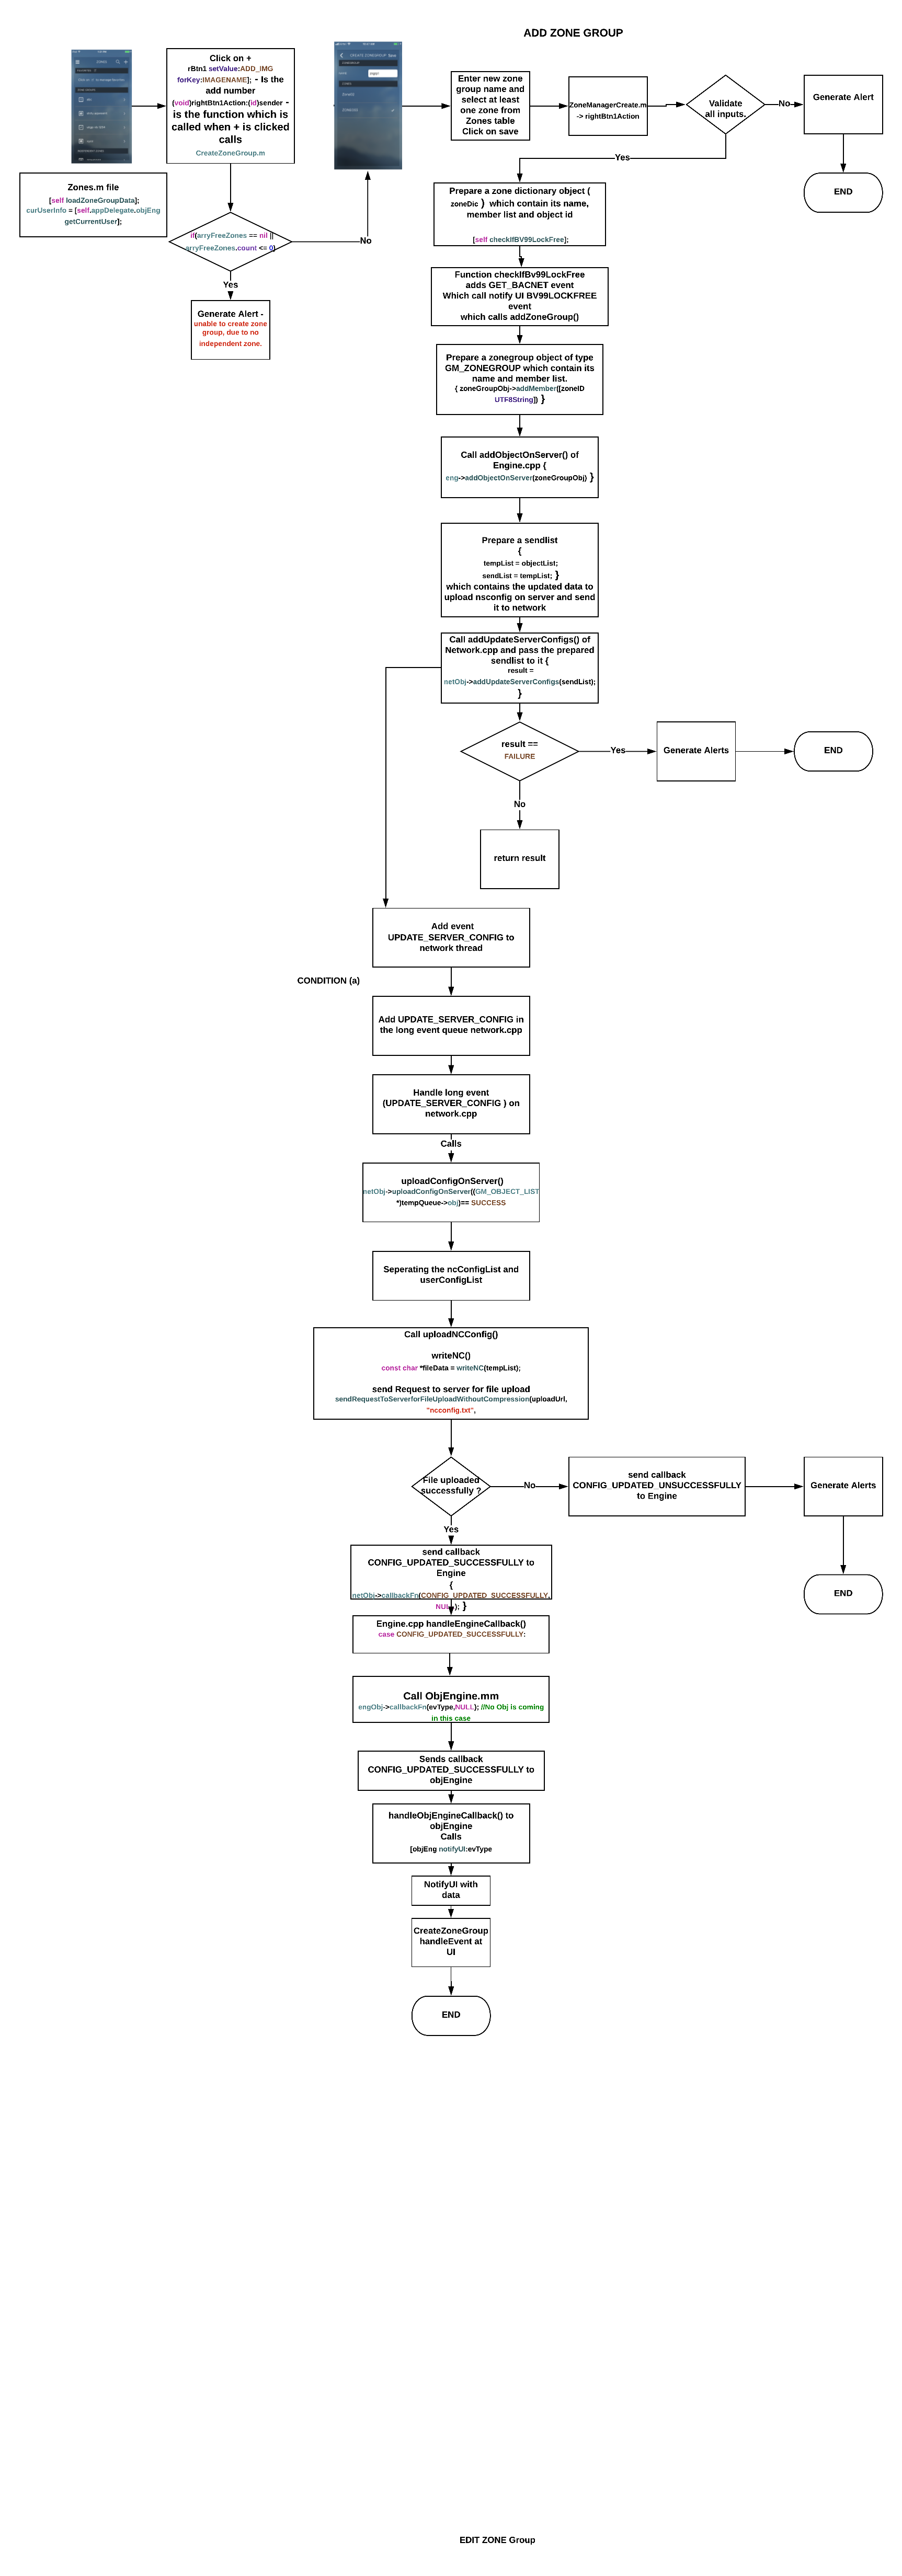 ADD ZONE GROUP
Click on +
rBtn1 setValue:ADD_IMG
forKey:IMAGENAME]; - Is the
add number
(void)rightBtn1Action:(id)sender -
is the function which is
called when + is clicked
calls
CreateZoneGroup.m
Zones.m file
[self loadZoneGroupData];
curUserInfo = [self.appDelegate.objEng
getCurrentUser];
if(arryFreeZones == nil ||
arryFreeZones.count <= 0)
No
Yes
Generate Alert -
unable to create zone
group, due to no
independent zone.
Enter new zone
group name and
select at least
one zone from
Zones table
Click on save
ZoneManagerCreate.m
-> rightBtn1Action
Validate
all inputs.
No
Generate Alert
END
Yes
Prepare a zone dictionary object (
zoneDic ) which contain its name,
member list and object id
[self checkIfBV99LockFree];
Function checkIfBv99LockFree
adds GET_BACNET event
Which call notify UI BV99LOCKFREE
event
which calls addZoneGroup()
Prepare a zonegroup object of type
GM_ZONEGROUP which contain its
name and member list.
{ zoneGroupObj->addMember([zoneID
UTF8String]) }
Call addObjectOnServer() of
Engine.cpp {
eng->addObjectOnServer(zoneGroupObj) }
Prepare a sendlist
{
tempList = objectList;
sendList = tempList; }
which contains the updated data to
upload nsconfig on server and send
it to network
Call addUpdateServerConfigs() of
Network.cpp and pass the prepared
sendlist to it {
result =
netObj->addUpdateServerConfigs(sendList);
}
result ==
FAILURE
Yes
Generate Alerts
END
No
return result
Add event
UPDATE_SERVER_CONFIG to
network thread
CONDITION (a)
Add UPDATE_SERVER_CONFIG in
the long event queue network.cpp
Handle long event
(UPDATE_SERVER_CONFIG ) on
network.cpp
Calls
uploadConfigOnServer()
netObj->uploadConfigOnServer((GM_OBJECT_LIST
*)tempQueue->obj)== SUCCESS
Seperating the ncConfigList and
userConfigList
Call uploadNCConfig()
writeNC()
const char *fileData = writeNC(tempList);
send Request to server for file upload
sendRequestToServerforFileUploadWithoutCompression(uploadUrl,
"ncconfig.txt",
File uploaded
successfully ?
No
send callback
CONFIG_UPDATED_UNSUCCESSFULLY
to Engine
Generate Alerts
END
Yes
send callback
CONFIG_UPDATED_SUCCESSFULLY to
Engine
{
netObj->callbackFn(CONFIG_UPDATED_SUCCESSFULLY,
NULL); }
Engine.cpp handleEngineCallback()
case CONFIG_UPDATED_SUCCESSFULLY:
Call ObjEngine.mm
engObj->callbackFn(evType,NULL); //No Obj is coming
in this case
Sends callback
CONFIG_UPDATED_SUCCESSFULLY to
objEngine
handleObjEngineCallback() to
objEngine
Calls
[objEng notifyUI:evType
NotifyUI with
data
CreateZoneGroup
handleEvent at
UI
END
EDIT ZONE Group